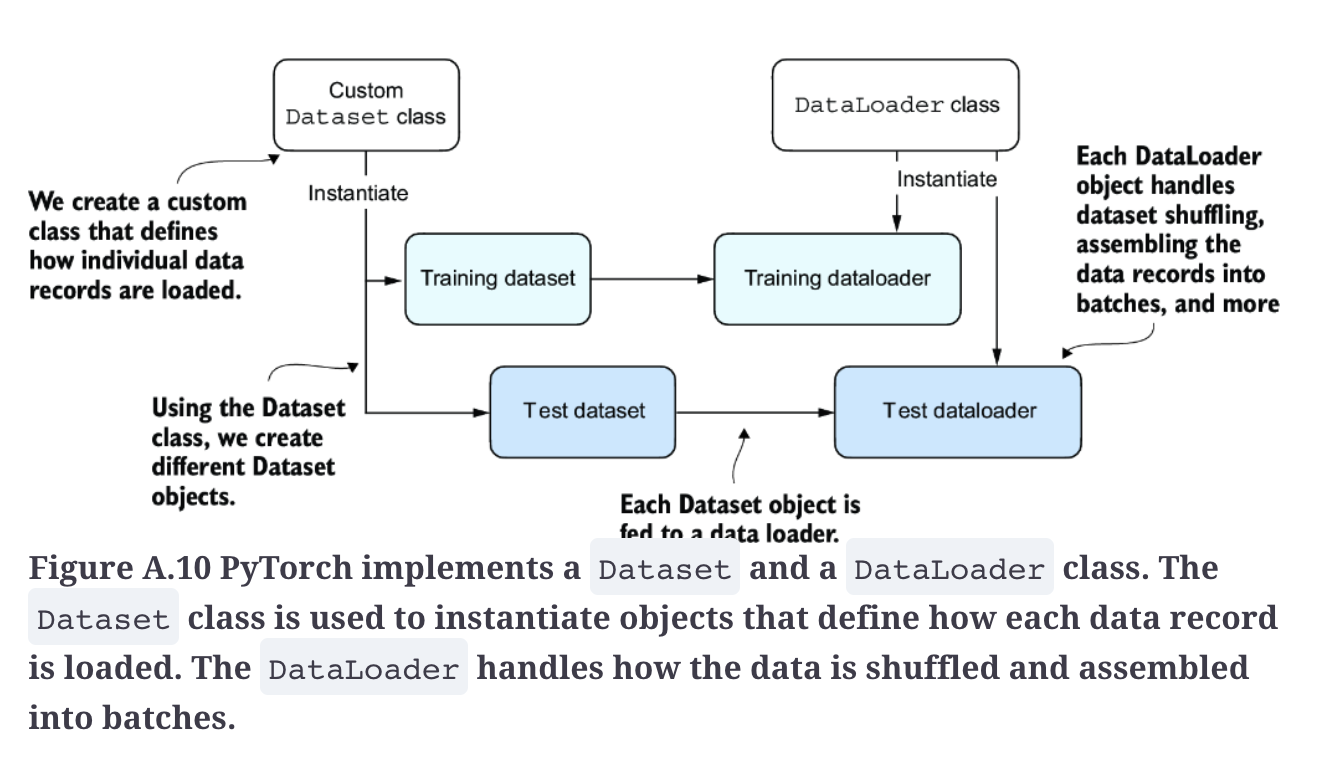 Custom
Dataset class
DataLoader class
Each DataLoader
object handles
dataset shuffling,
assembling the
data records into
batches, and more
We create a custom
class that defines
how individual data
records are loaded.
Instantiate
Instantiate
Training dataset
Training dataloader
Using the Dataset
class, we create
different Dataset
objects.
Test dataset
Test dataloader
Each Dataset object is
fed to a data loader.
Figure A.10 PyTorch implements a Dataset and a DataLoader class. The
Dataset class is used to instantiate objects that define how each data record
is loaded. The DataLoader handles how the data is shuffled and assembled
into batches.